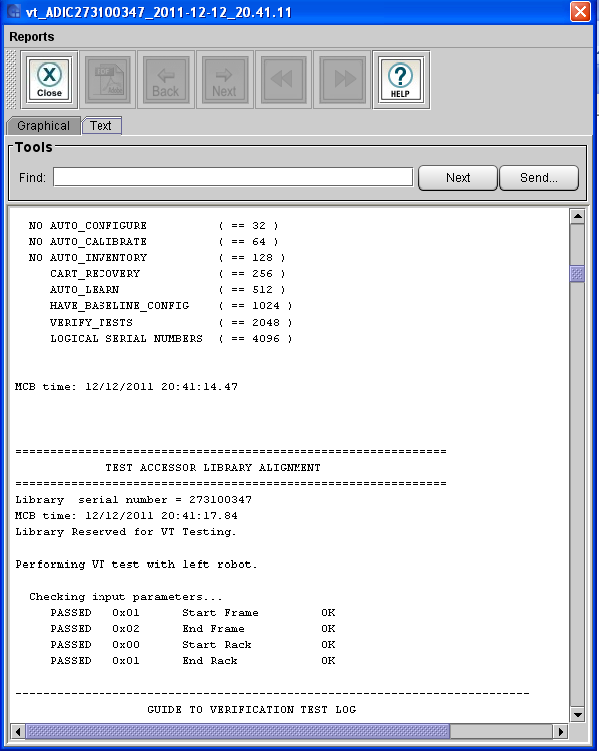 vt_ADIC273100347_2011-12-12_20.41.11
Reports
Close
Back
Next
HELP
Graphical
Text
Tools
Find:
Next
Send...
NO AUTO_CONFIGURE ( == 32 )
NO AUTO_CALIBRATE ( == 64 )
NO AUTO_INVENTORY ( == 128 )
CART_RECOVERY ( == 256 )
AUTO_LEARN ( == 512 )
HAVE_BASELINE_CONFIG ( == 1024 )
VERIFY_TESTS ( == 2048 )
LOGICAL SERIAL NUMBERS ( == 4096 )
MCB time: 12/12/2011 20:41:14.47
==============================================================
TEST ACCESSOR LIBRARY ALIGNMENT
==============================================================
Library serial number = 273100347
MCB time: 12/12/2011 20:41:17.84
Library Reserved for VT Testing.
Performing VT test with left robot.
Checking input parameters...
PASSED 0x01 Start Frame OK
PASSED 0x02 End Frame OK
PASSED 0x00 Start Rack OK
PASSED 0x01 End Rack OK
--------------------------------------------------------------------------
GUIDE TO VERIFICATION TEST LOG